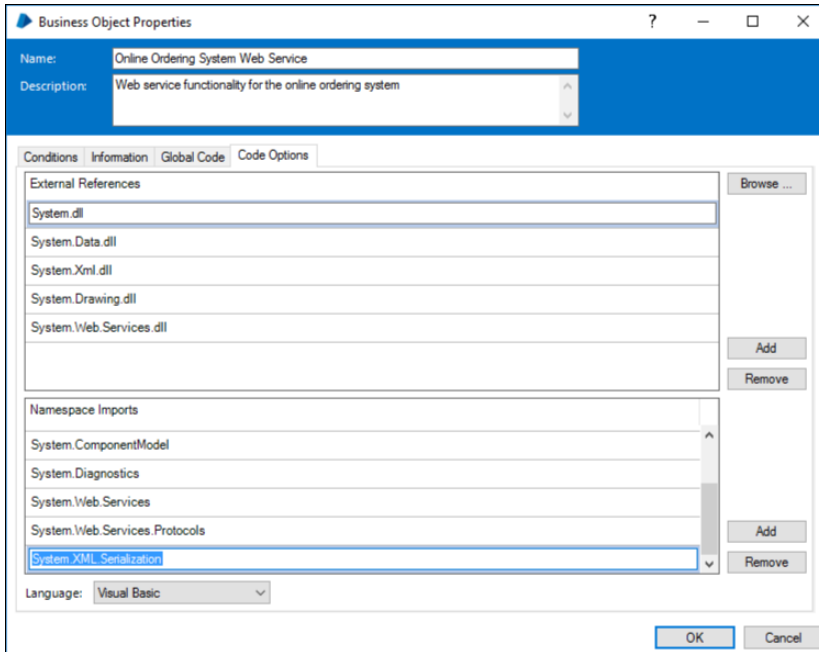 Business Object Properties
?
Name:
Online Ordering System Web Service
Description:
Web service functionality for the online ordering system
Conditions
Information
Global Code
Code Options
External References
Browse ...
System.dll
System.Data.dll
System.Xml.dll
System.Drawing.dll
System.Web.Services.dll
Add
Remove
Namespace Imports
System.ComponentModel
System.Diagnostics
System.Web.Services
System.Web.Services.Protocols
Add
System.XML.Serialization
Remove
Language:
Visual Basic
OK
Cancel